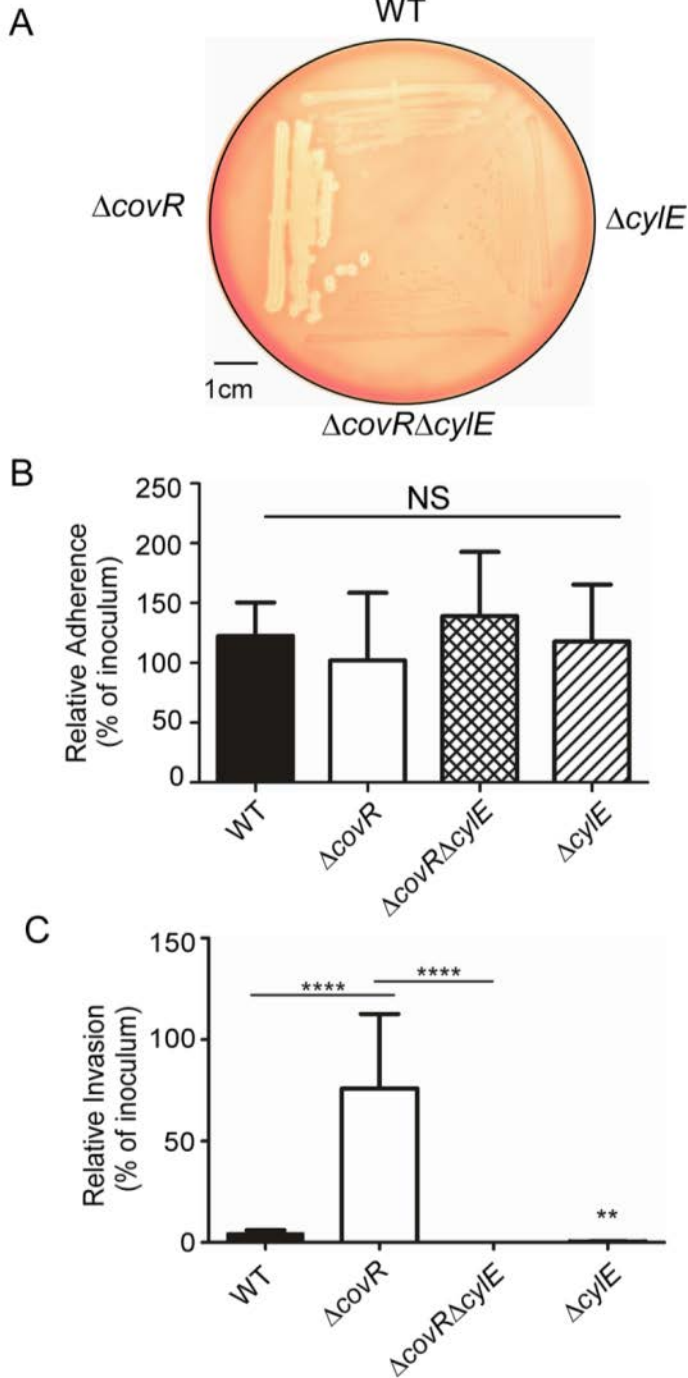 A
WT
ΔcovR
ΔcylE
1cm
ΔcovRΔcylE
B
Relative Adherence
(% of inoculum)
250
200
150
100
50
0
NS
WT
ΔcovR
ΔcovRΔcylE
ΔcylE
C
Relative Invasion
(% of inoculum)
150
100
50
0
****
****
**
WT
ΔcovR
ΔcovRΔcylE
ΔcylE